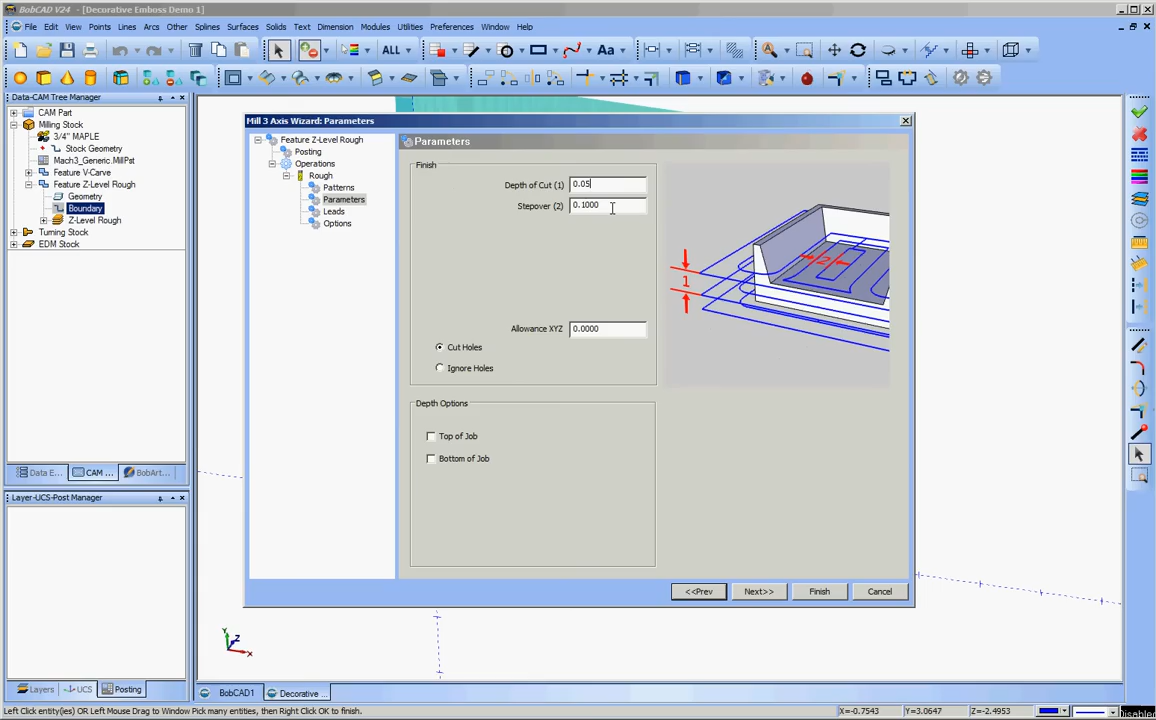 BobCAD V24 - [Decorative Emboss Demo 1]
File Edit View Points Lines Arcs Other Splines Surfaces Solids Text Dimension Modules Utilities Preferences Window Help
ALL Aa
Data-CAM Tree Manager
CAM Part
Milling Stock
3/4" MAPLE
Stock Geometry
Mach3_Generic.MillPst
Feature V-Carve
Feature Z-Level Rough
Geometry
Boundary
Z-Level Rough
Turning Stock
EDM Stock
Data E... CAM ... BobArt...
Layer-UCS-Post Manager
Layers UCS Posting
Mill 3 Axis Wizard: Parameters
Feature Z-Level Rough
Posting
Operations
Rough
Patterns
Parameters
Leads
Options
Parameters
Finish
Depth of Cut (1) 0.05
Stepover (2) 0.1000
Allowance XYZ 0.0000
Cut Holes
Ignore Holes
Depth Options
Top of Job
Bottom of Job
1
2
<<Prev Next>> Finish Cancel
Y
Z
X
BobCAD1 Decorative ...
Left Click entity(ies) OR Left Mouse Drag to Window Pick many entities, then Right Click OK to finish. X=-0.7543 Y=3.0647 Z=-2.4953 Disabled